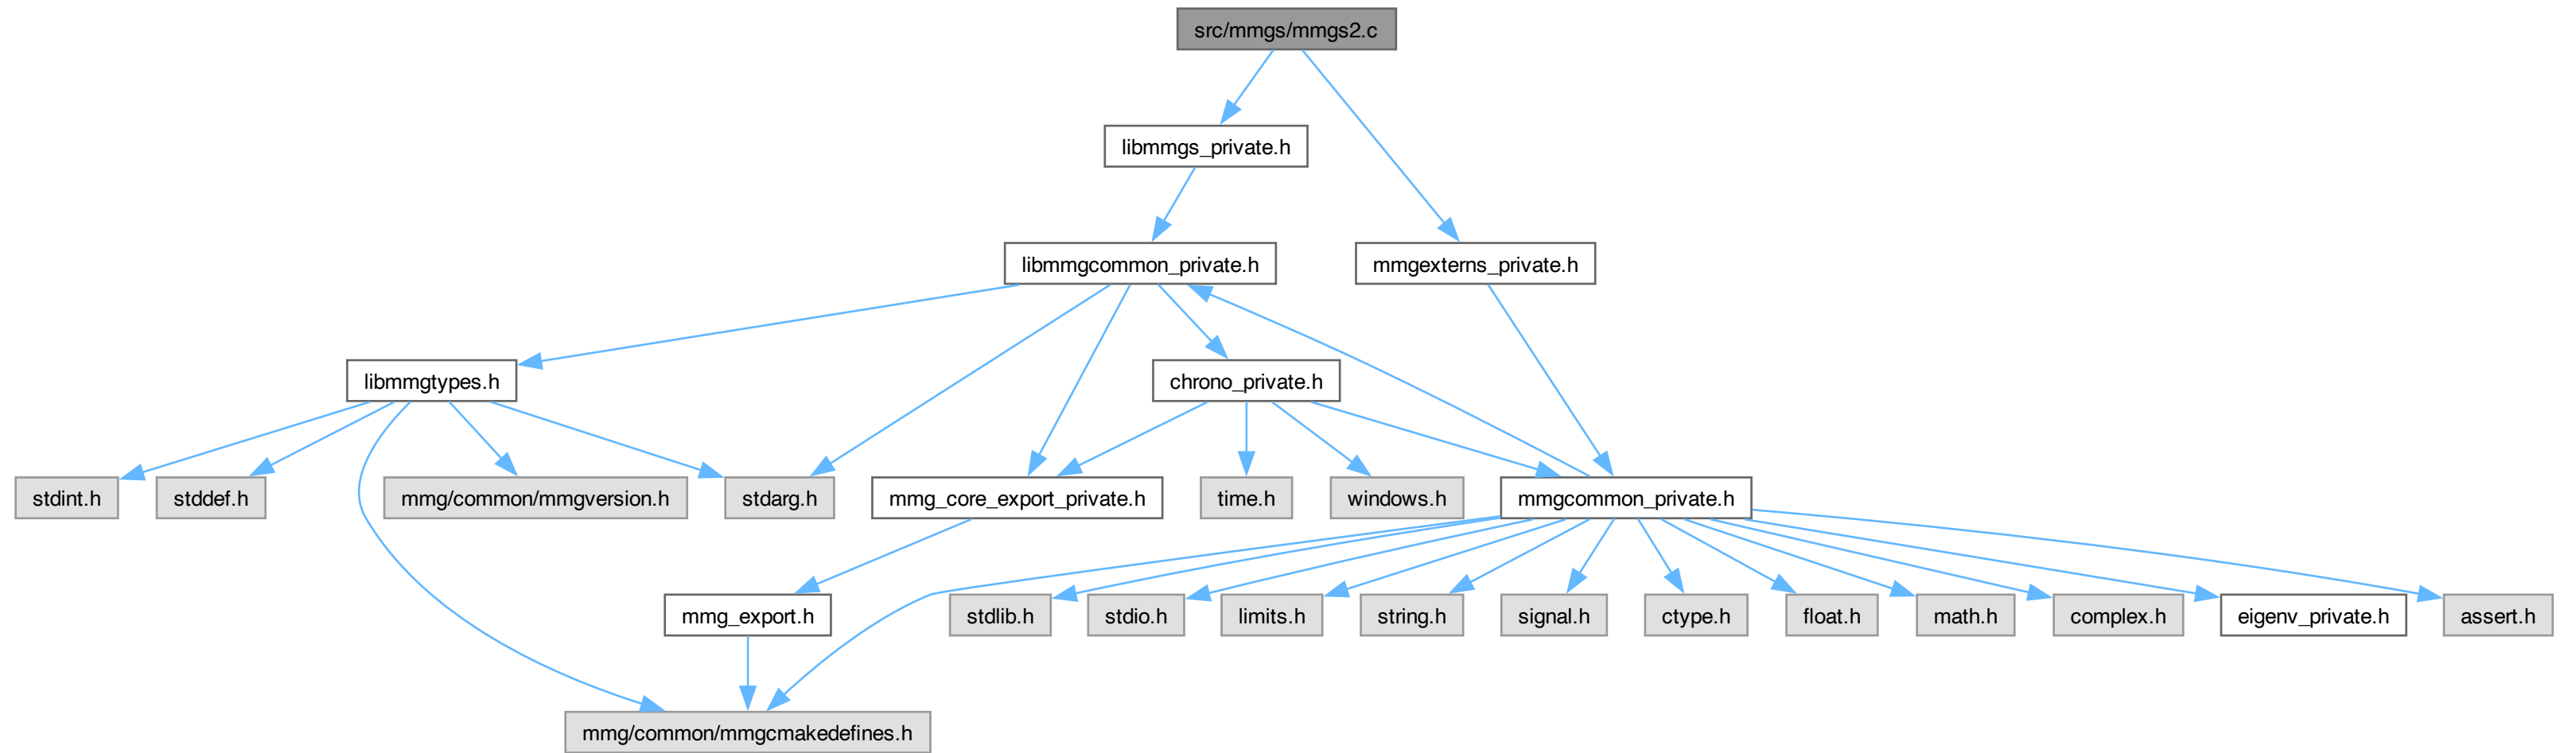 src/mmgs/mmgs2.c
libmmgs_private.h
libmmgcommon_private.h
mmgexterns_private.h
libmmgtypes.h
chrono_private.h
stdint.h
stddef.h
mmg/common/mmgversion.h
stdarg.h
mmg_core_export_private.h
time.h
windows.h
mmgcommon_private.h
mmg_export.h
stdlib.h
stdio.h
limits.h
string.h
signal.h
ctype.h
float.h
math.h
complex.h
eigenv_private.h
assert.h
mmg/common/mmgcmakedefines.h